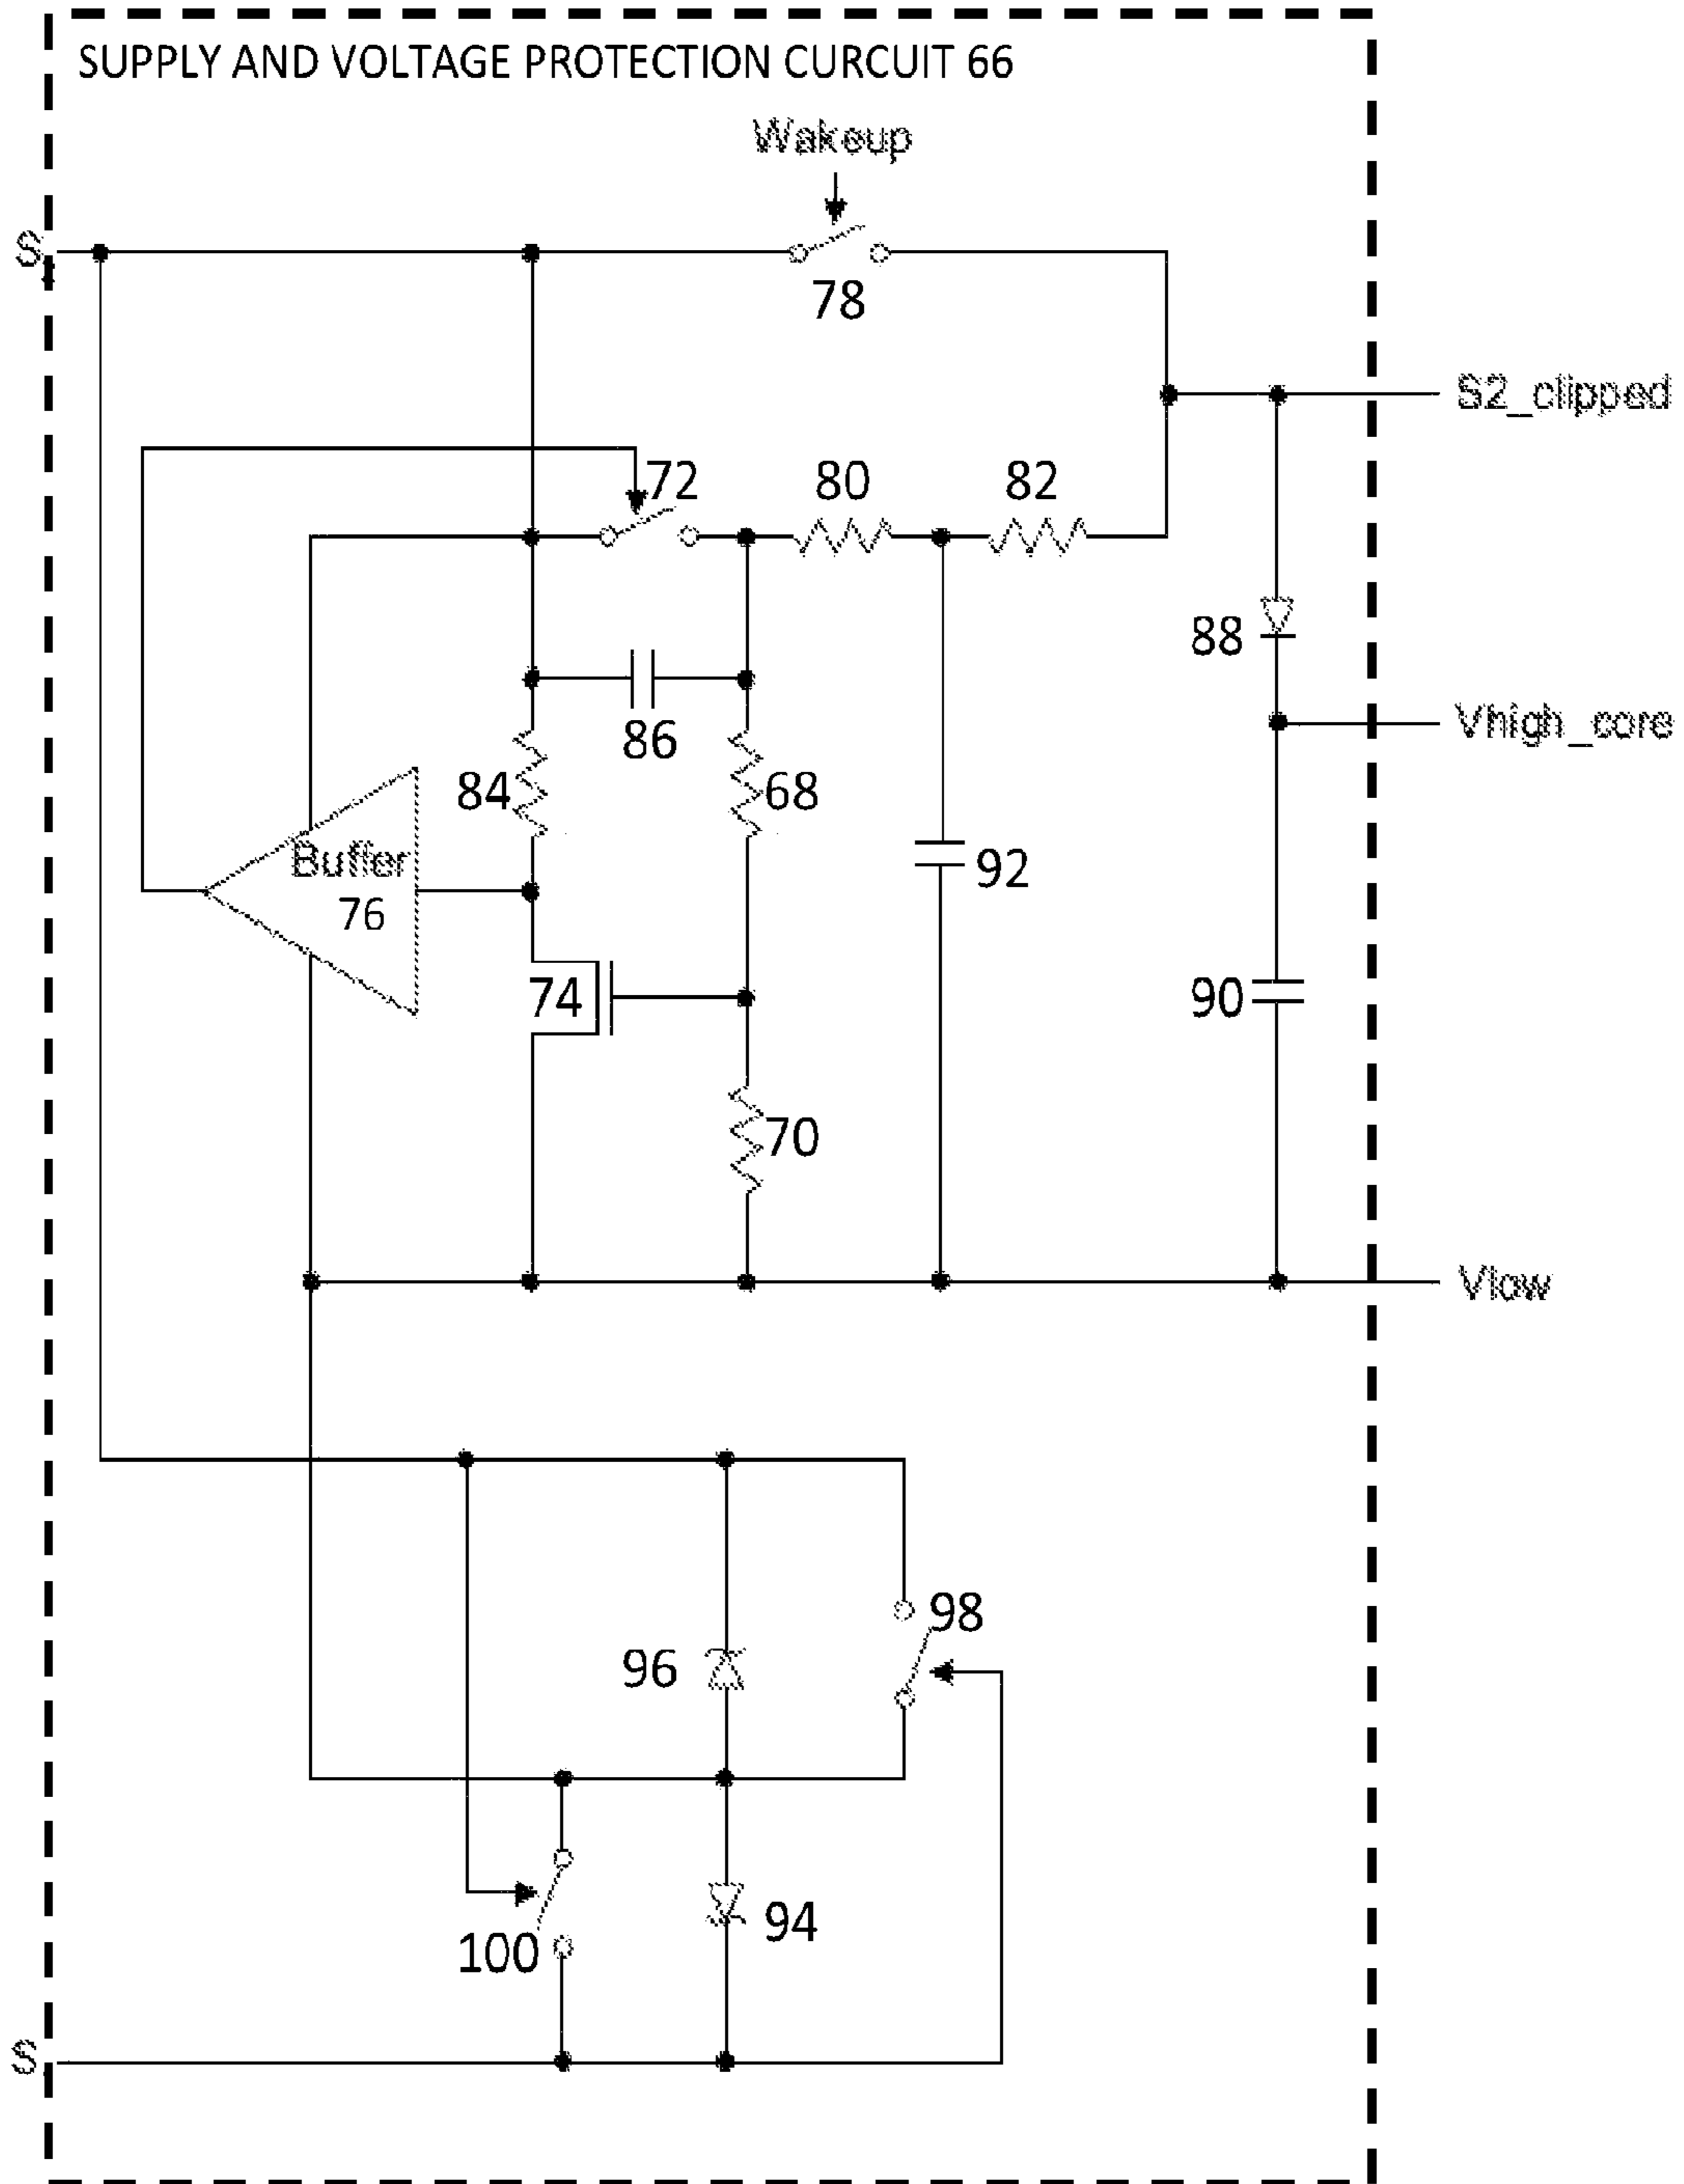 SUPPLY AND VOLTAGE PROTECTION CURCUIT 66
Wakeup
S
78
S2_clipped
72
80
82
88
Vhigh_core
86
84
68
Buffer
76
92
74
90
70
Vlow
98
96
94
100
S